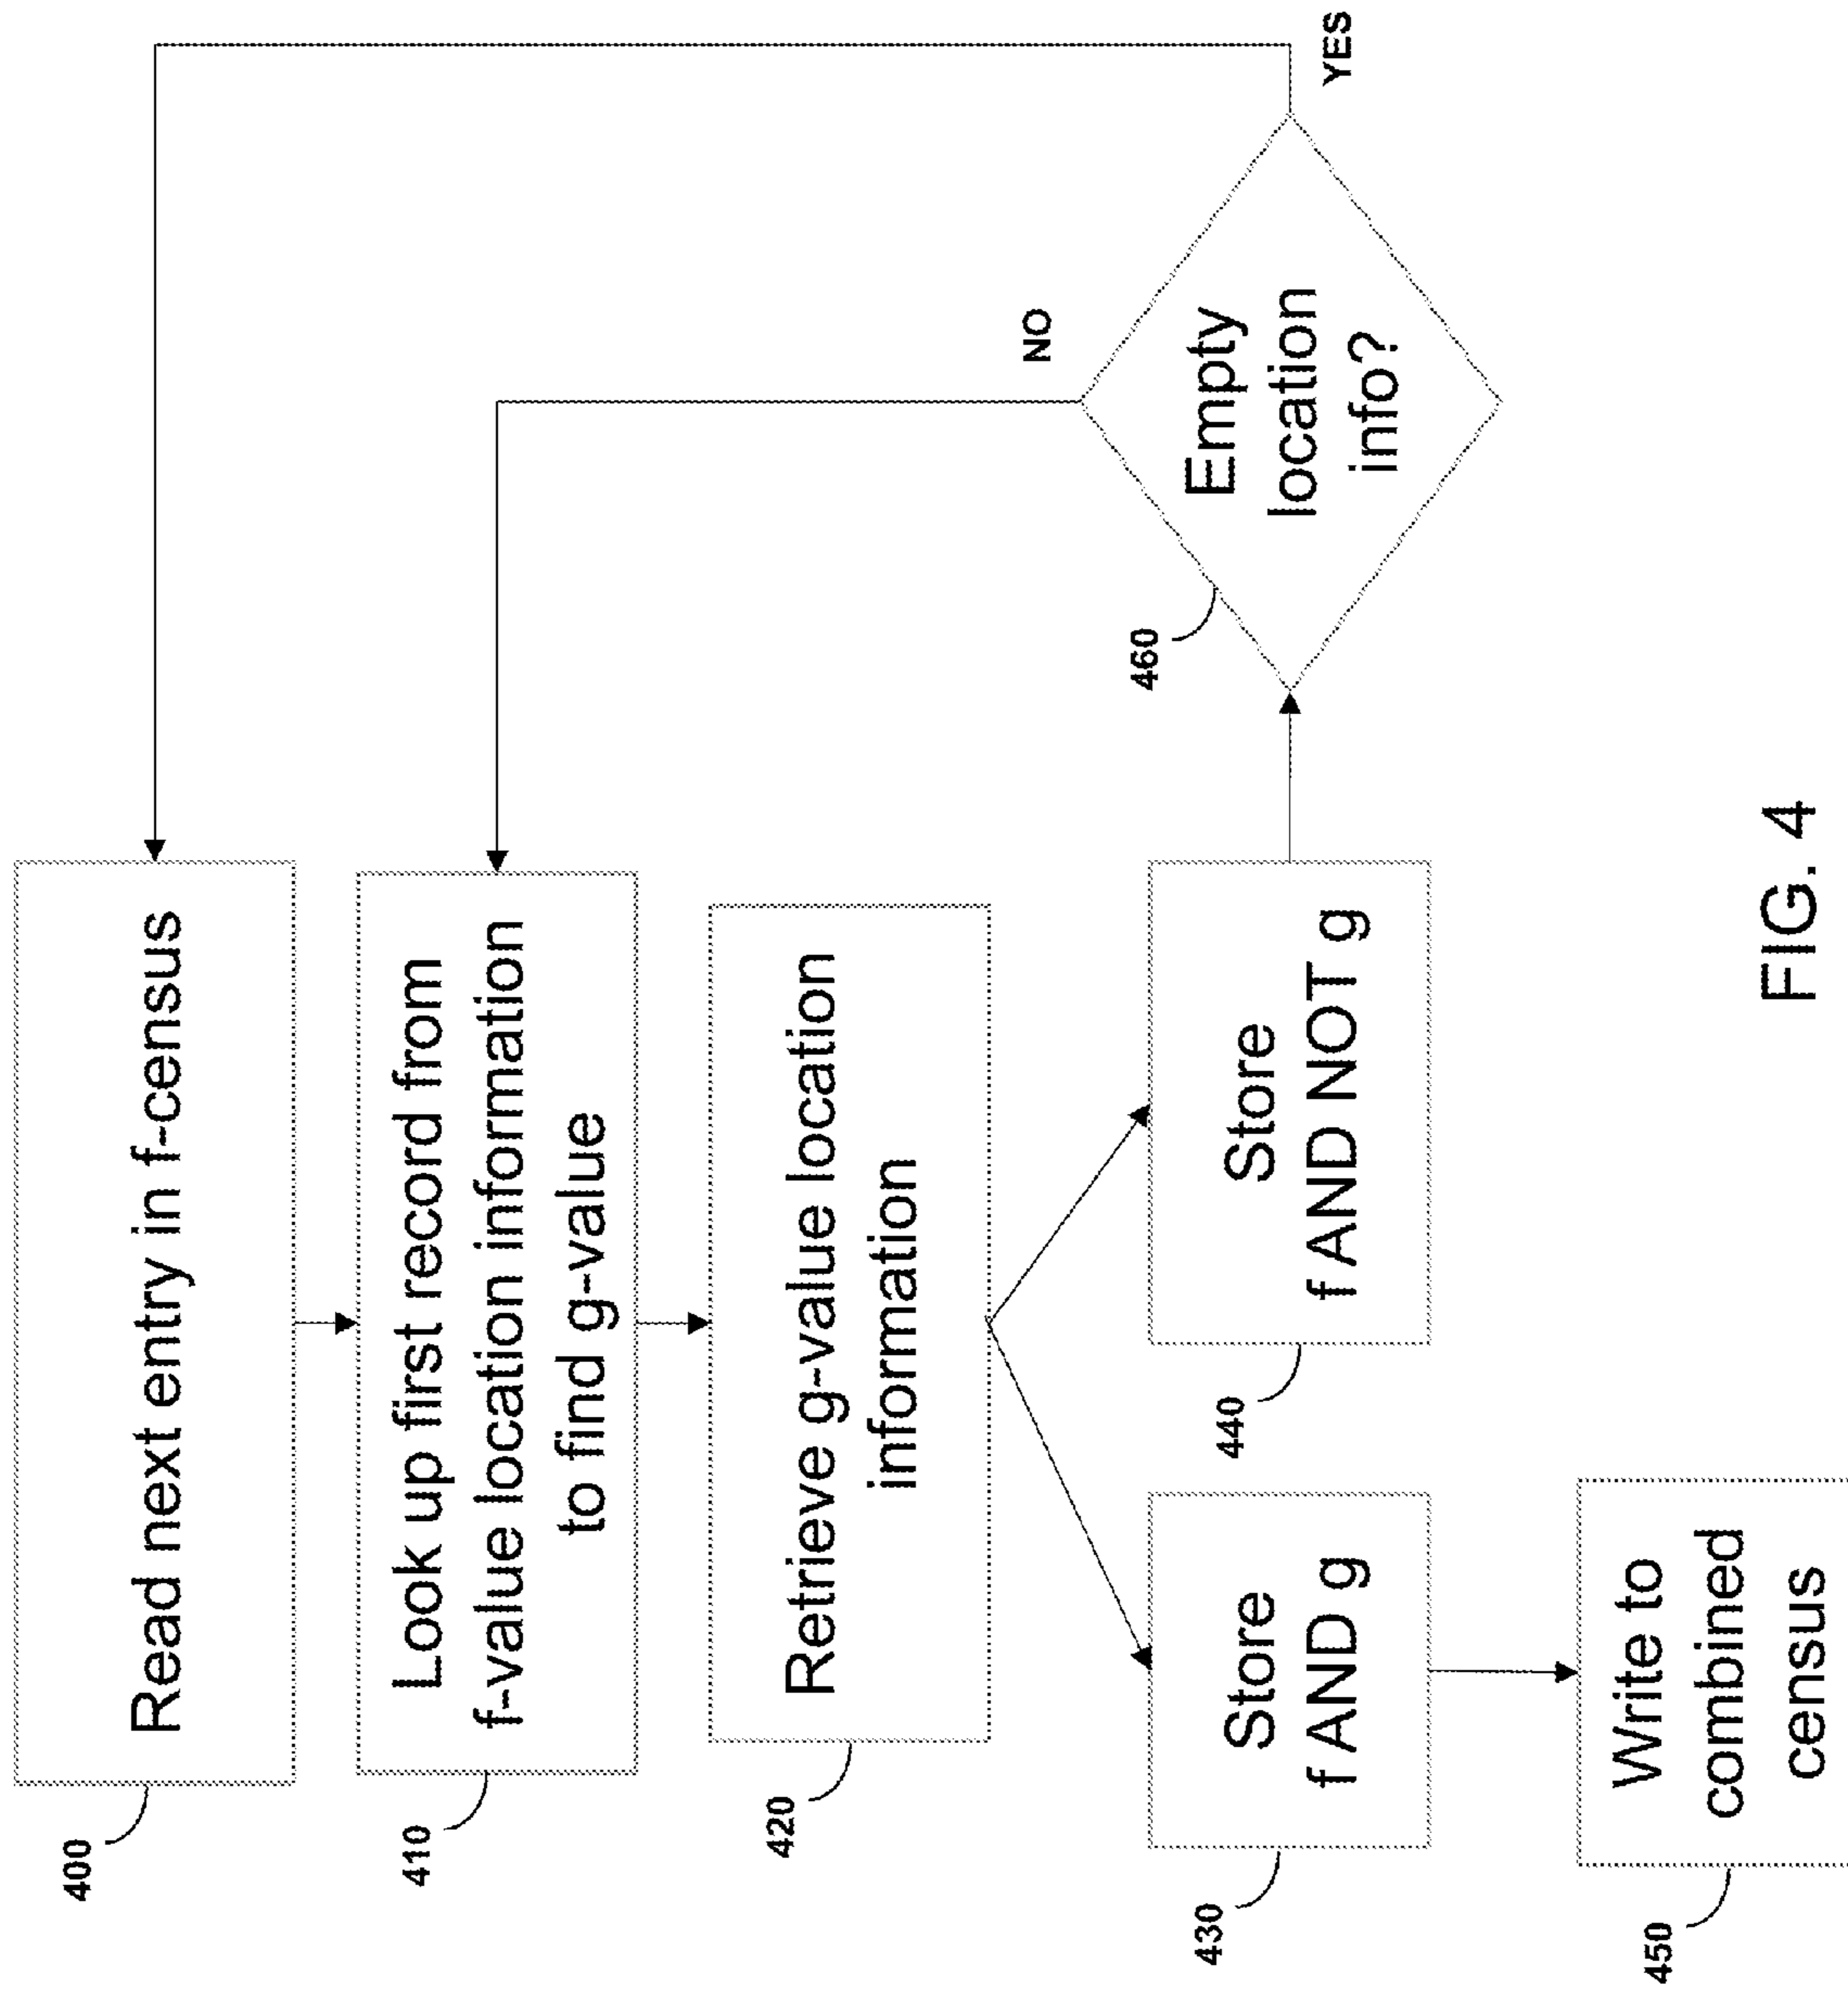 400
Read next entry in f-census
410
Look up first record from
f-value location information
to find g-value
420
Retrieve g-value location
information
430
Store
f AND g
440
Store
f AND NOT g
450
Write to
combined
census
460
Empty
location
info?
NO
YES
FIG. 4